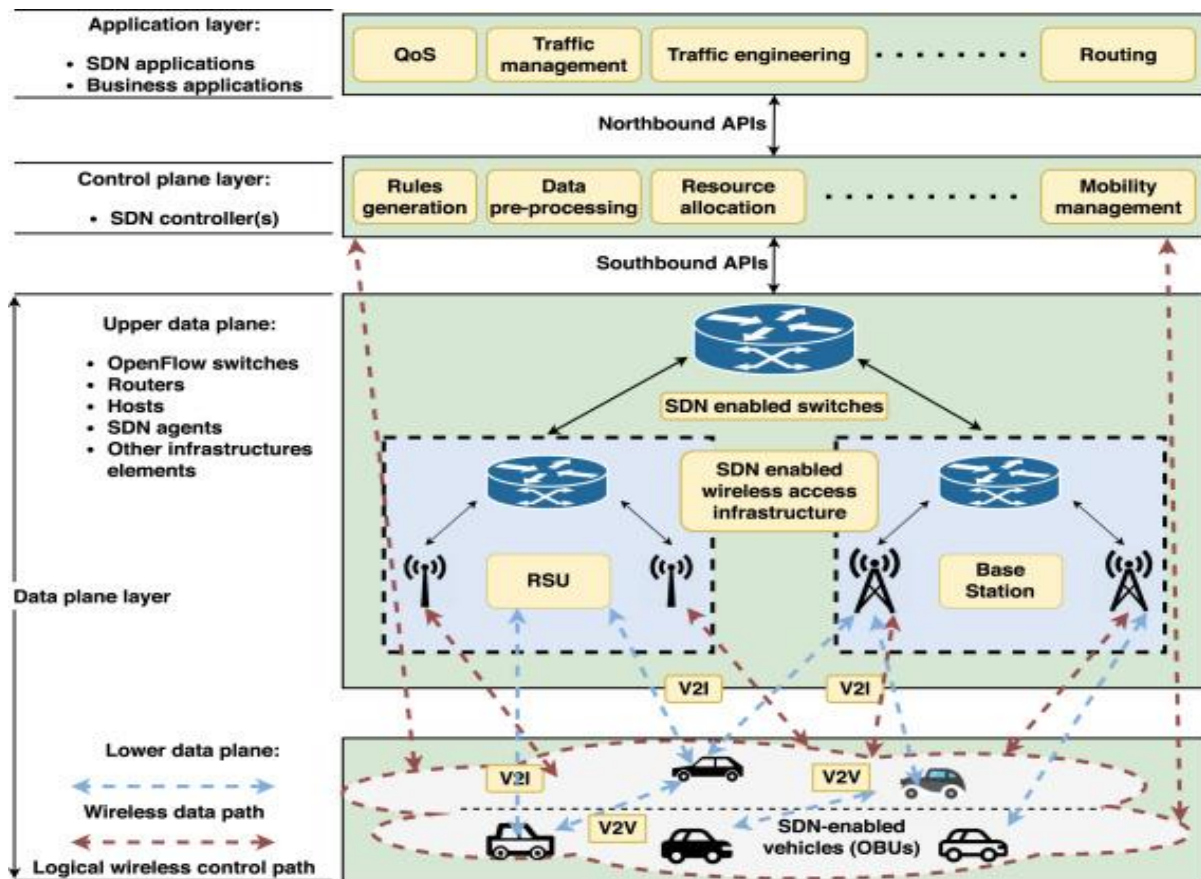 Application layer:
• SDN applications
• Business applications
QoS
Traffic
management
Traffic engineering
Routing
Northbound APIs
Control plane layer:
• SDN controller(s)
Rules
generation
Data
pre-processing
Resource
allocation
Mobility
management
Southbound APIs
Upper data plane:
• OpenFlow switches
• Routers
• Hosts
• SDN agents
• Other infrastructures
elements
SDN enabled switches
SDN enabled
wireless access
infrastructure
RSU
Base
Station
Data plane layer
V2I
V2I
Lower data plane:
Wireless data path
Logical wireless control path
V2I
V2V
V2V
SDN-enabled
vehicles (OBUs)